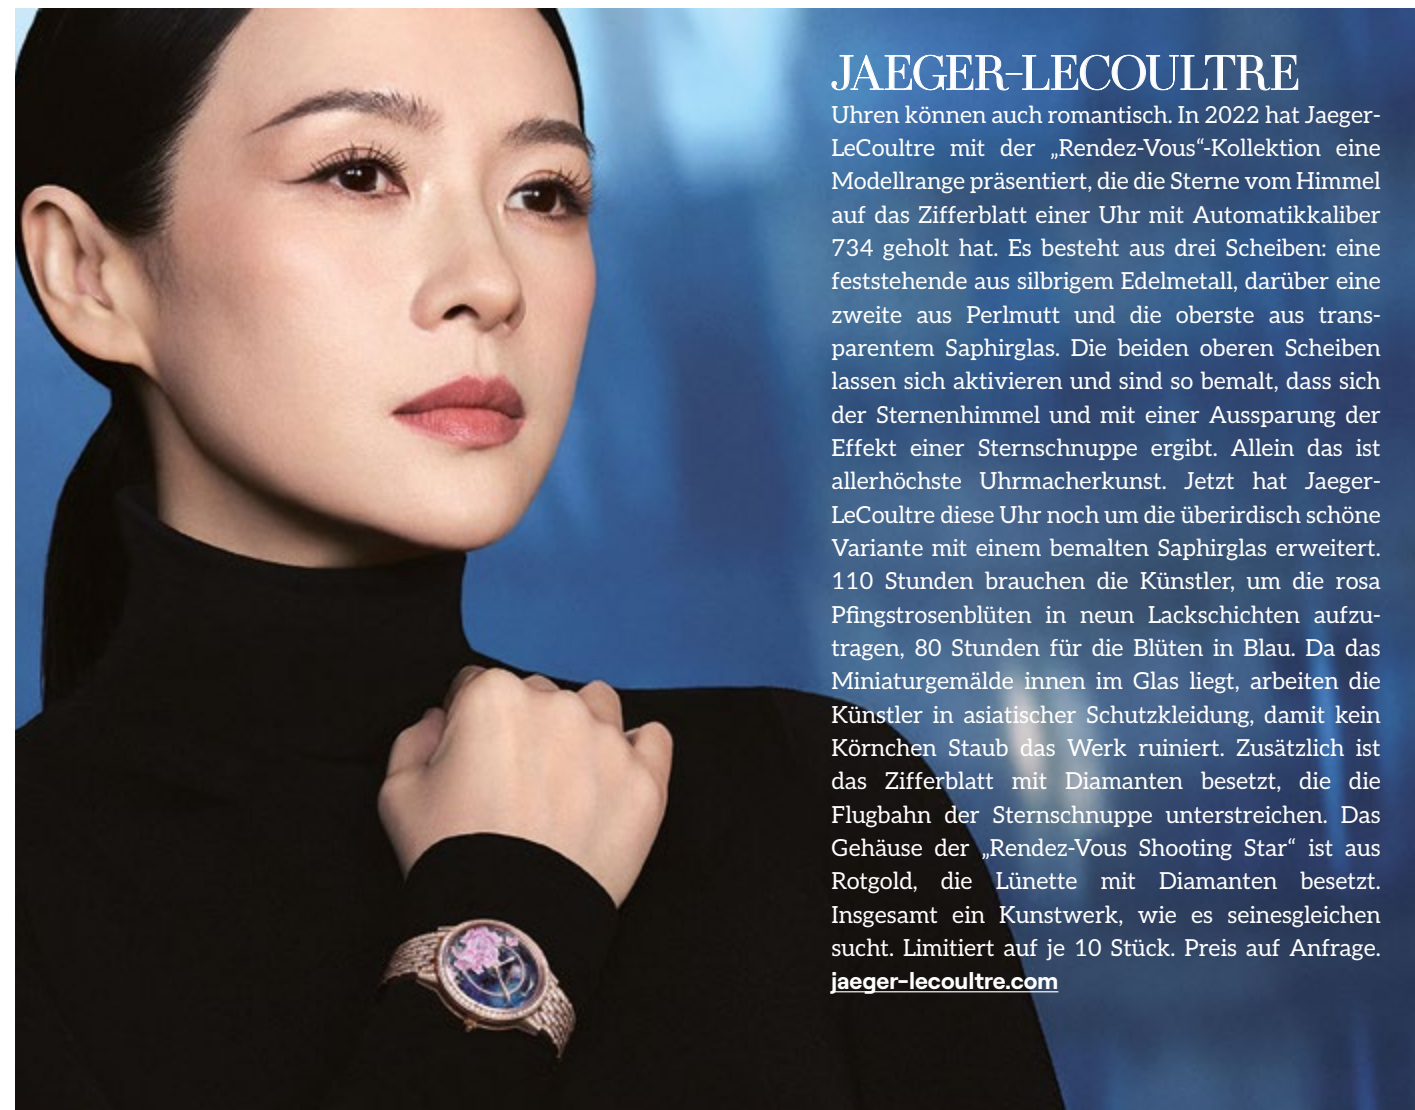 JAEGER-LECOULTRE
Uhren können auch romantisch. In 2022 hat Jaeger-
LeCoultre mit der „Rendez-Vous“-Kollektion eine
Modellrange präsentiert, die die Sterne vom Himmel
auf das Zifferblatt einer Uhr mit Automatikkaliber
734 geholt hat. Es besteht aus drei Scheiben: eine
feststehende aus silbrigem Edelmetall, darüber eine
zweite aus Perlmutt und die oberste aus trans-
parentem Saphirglas. Die beiden oberen Scheiben
lassen sich aktivieren und sind so bemalt, dass sich
der Sternenhimmel und mit einer Aussparung der
Effekt einer Sternschnuppe ergibt. Allein das ist
allerhöchste Uhrmacherkunst. Jetzt hat Jaeger-
LeCoultre diese Uhr noch um die überirdisch schöne
Variante mit einem bemalten Saphirglas erweitert.
110 Stunden brauchen die Künstler, um die rosa
Pfingstrosenblüten in neun Lackschichten aufzu-
tragen, 80 Stunden für die Blüten in Blau. Da das
Miniaturgemälde innen im Glas liegt, arbeiten die
Künstler in asiatischer Schutzkleidung, damit kein
Körnchen Staub das Werk ruiniert. Zusätzlich ist
das Zifferblatt mit Diamanten besetzt, die die
Flugbahn der Sternschnuppe unterstreichen. Das
Gehäuse der „Rendez-Vous Shooting Star“ ist aus
Rotgold, die Lünette mit Diamanten besetzt.
Insgesamt ein Kunstwerk, wie es seinesgleichen
sucht. Limitiert auf je 10 Stück. Preis auf Anfrage.
jaeger-lecoultre.com